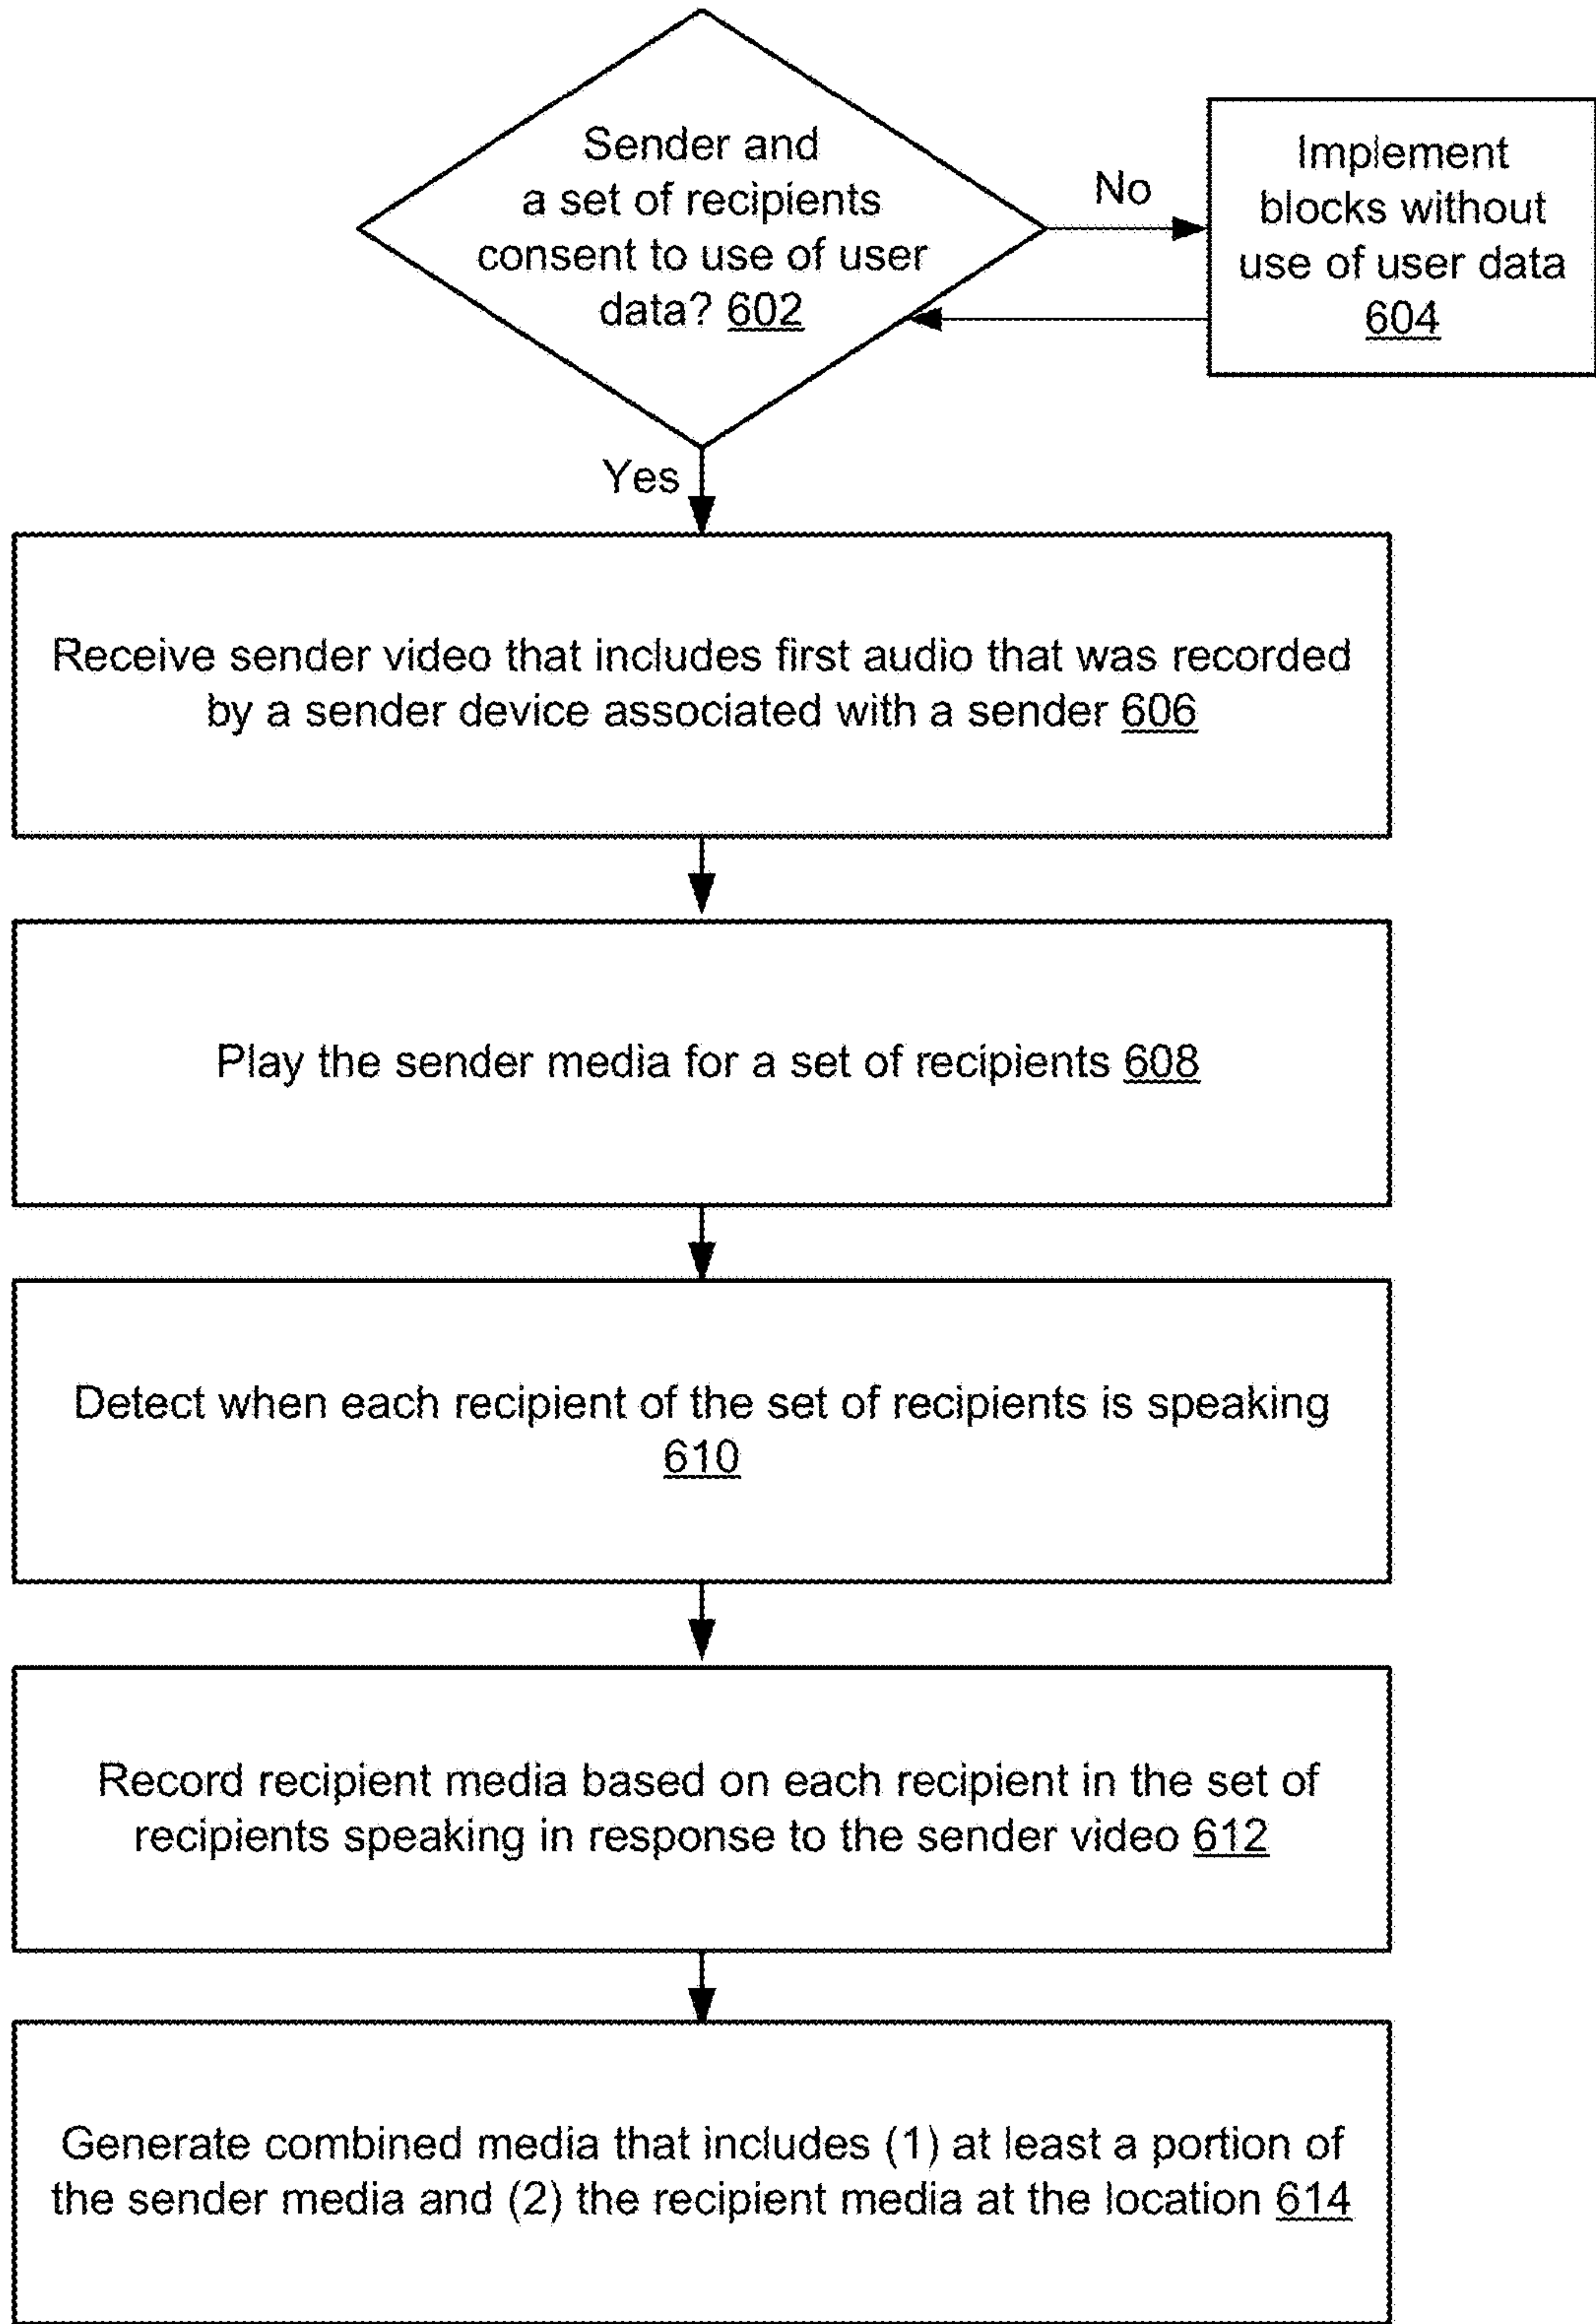 Sender and
a set of recipients
consent to use of user
data? 602
No
Implement
blocks without
use of user data
604
Yes
Receive sender video that includes first audio that was recorded
by a sender device associated with a sender 606
Play the sender media for a set of recipients 608
Detect when each recipient of the set of recipients is speaking
610
Record recipient media based on each recipient in the set of
recipients speaking in response to the sender video 612
Generate combined media that includes (1) at least a portion of
the sender media and (2) the recipient media at the location 614